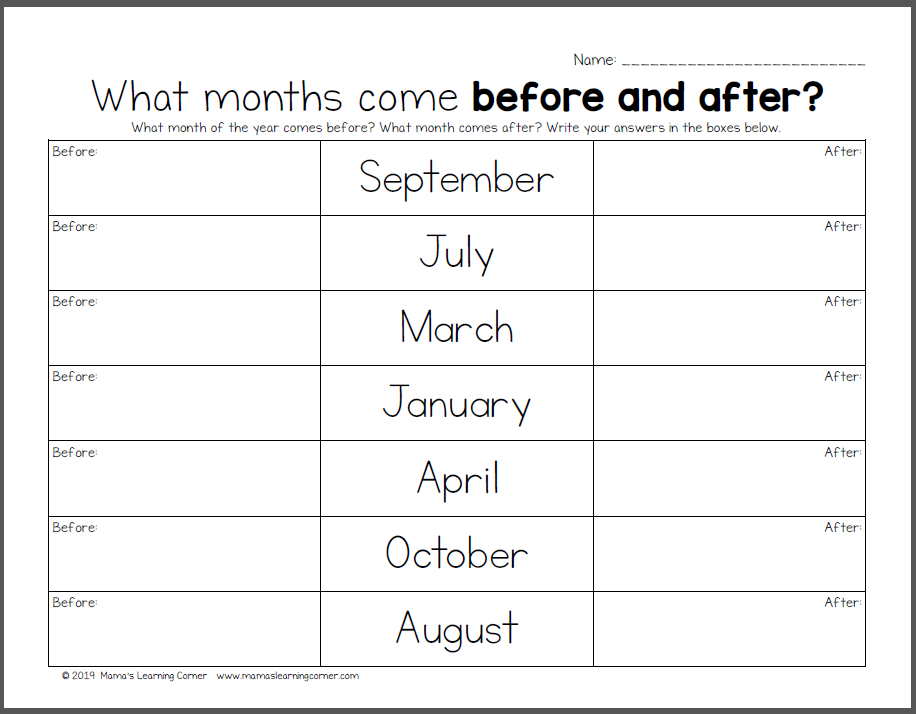 Name: __________________________
What months come before and after?
What month of the year comes before? What month comes after? Write your answers in the boxes below.
Before: September After:
Before: July After:
Before: March After:
Before: January After:
Before: April After:
Before: October After:
Before: August After:
© 2019 Mama's Learning Corner www.mamaslearningcorner.com